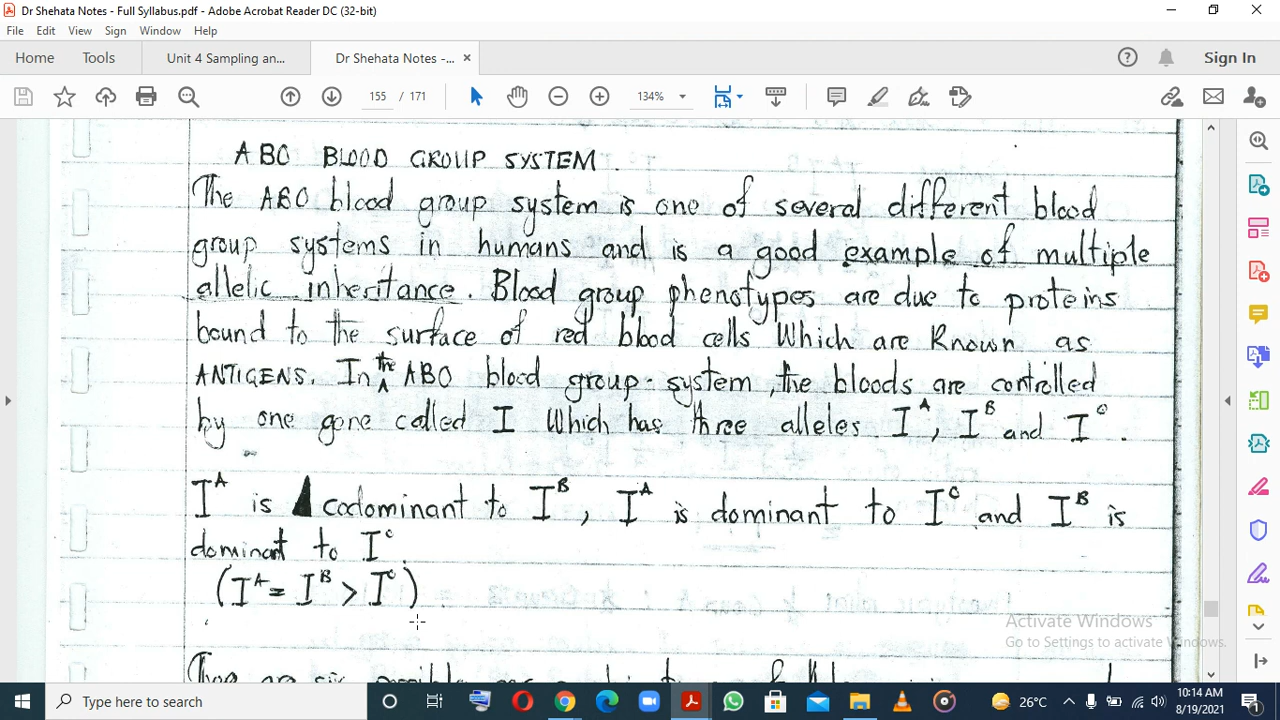 Dr Shehata Notes - Full Syllabus.pdf - Adobe Acrobat Reader DC (32-bit)
File Edit View Sign Window Help
Home Tools Unit 4 Sampling an... Dr Shehata Notes -... × Sign In
155 / 171 134%
ABO BLOOD GROUP SYSTEM.
The ABO blood group system is one of several different blood
group systems in humans and is a good example of multiple
allelic inheritance. Blood group phenotypes are due to proteins
bound to the surface of red blood cells Which are Known as
ANTIGENS. In the ABO blood group system, the bloods are controlled
by one gene called I Which has three alleles Iᴬ, Iᴮ and Iᴼ.
Iᴬ is codominant to Iᴮ, Iᴬ is dominant to Iᴼ and Iᴮ is
dominant to Iᴼ.
(Iᴬ = Iᴮ > Iᴼ)
Activate Windows
Go to Settings to activate Windows.
Type here to search
26°C
:14 AM
8/19/2021
1